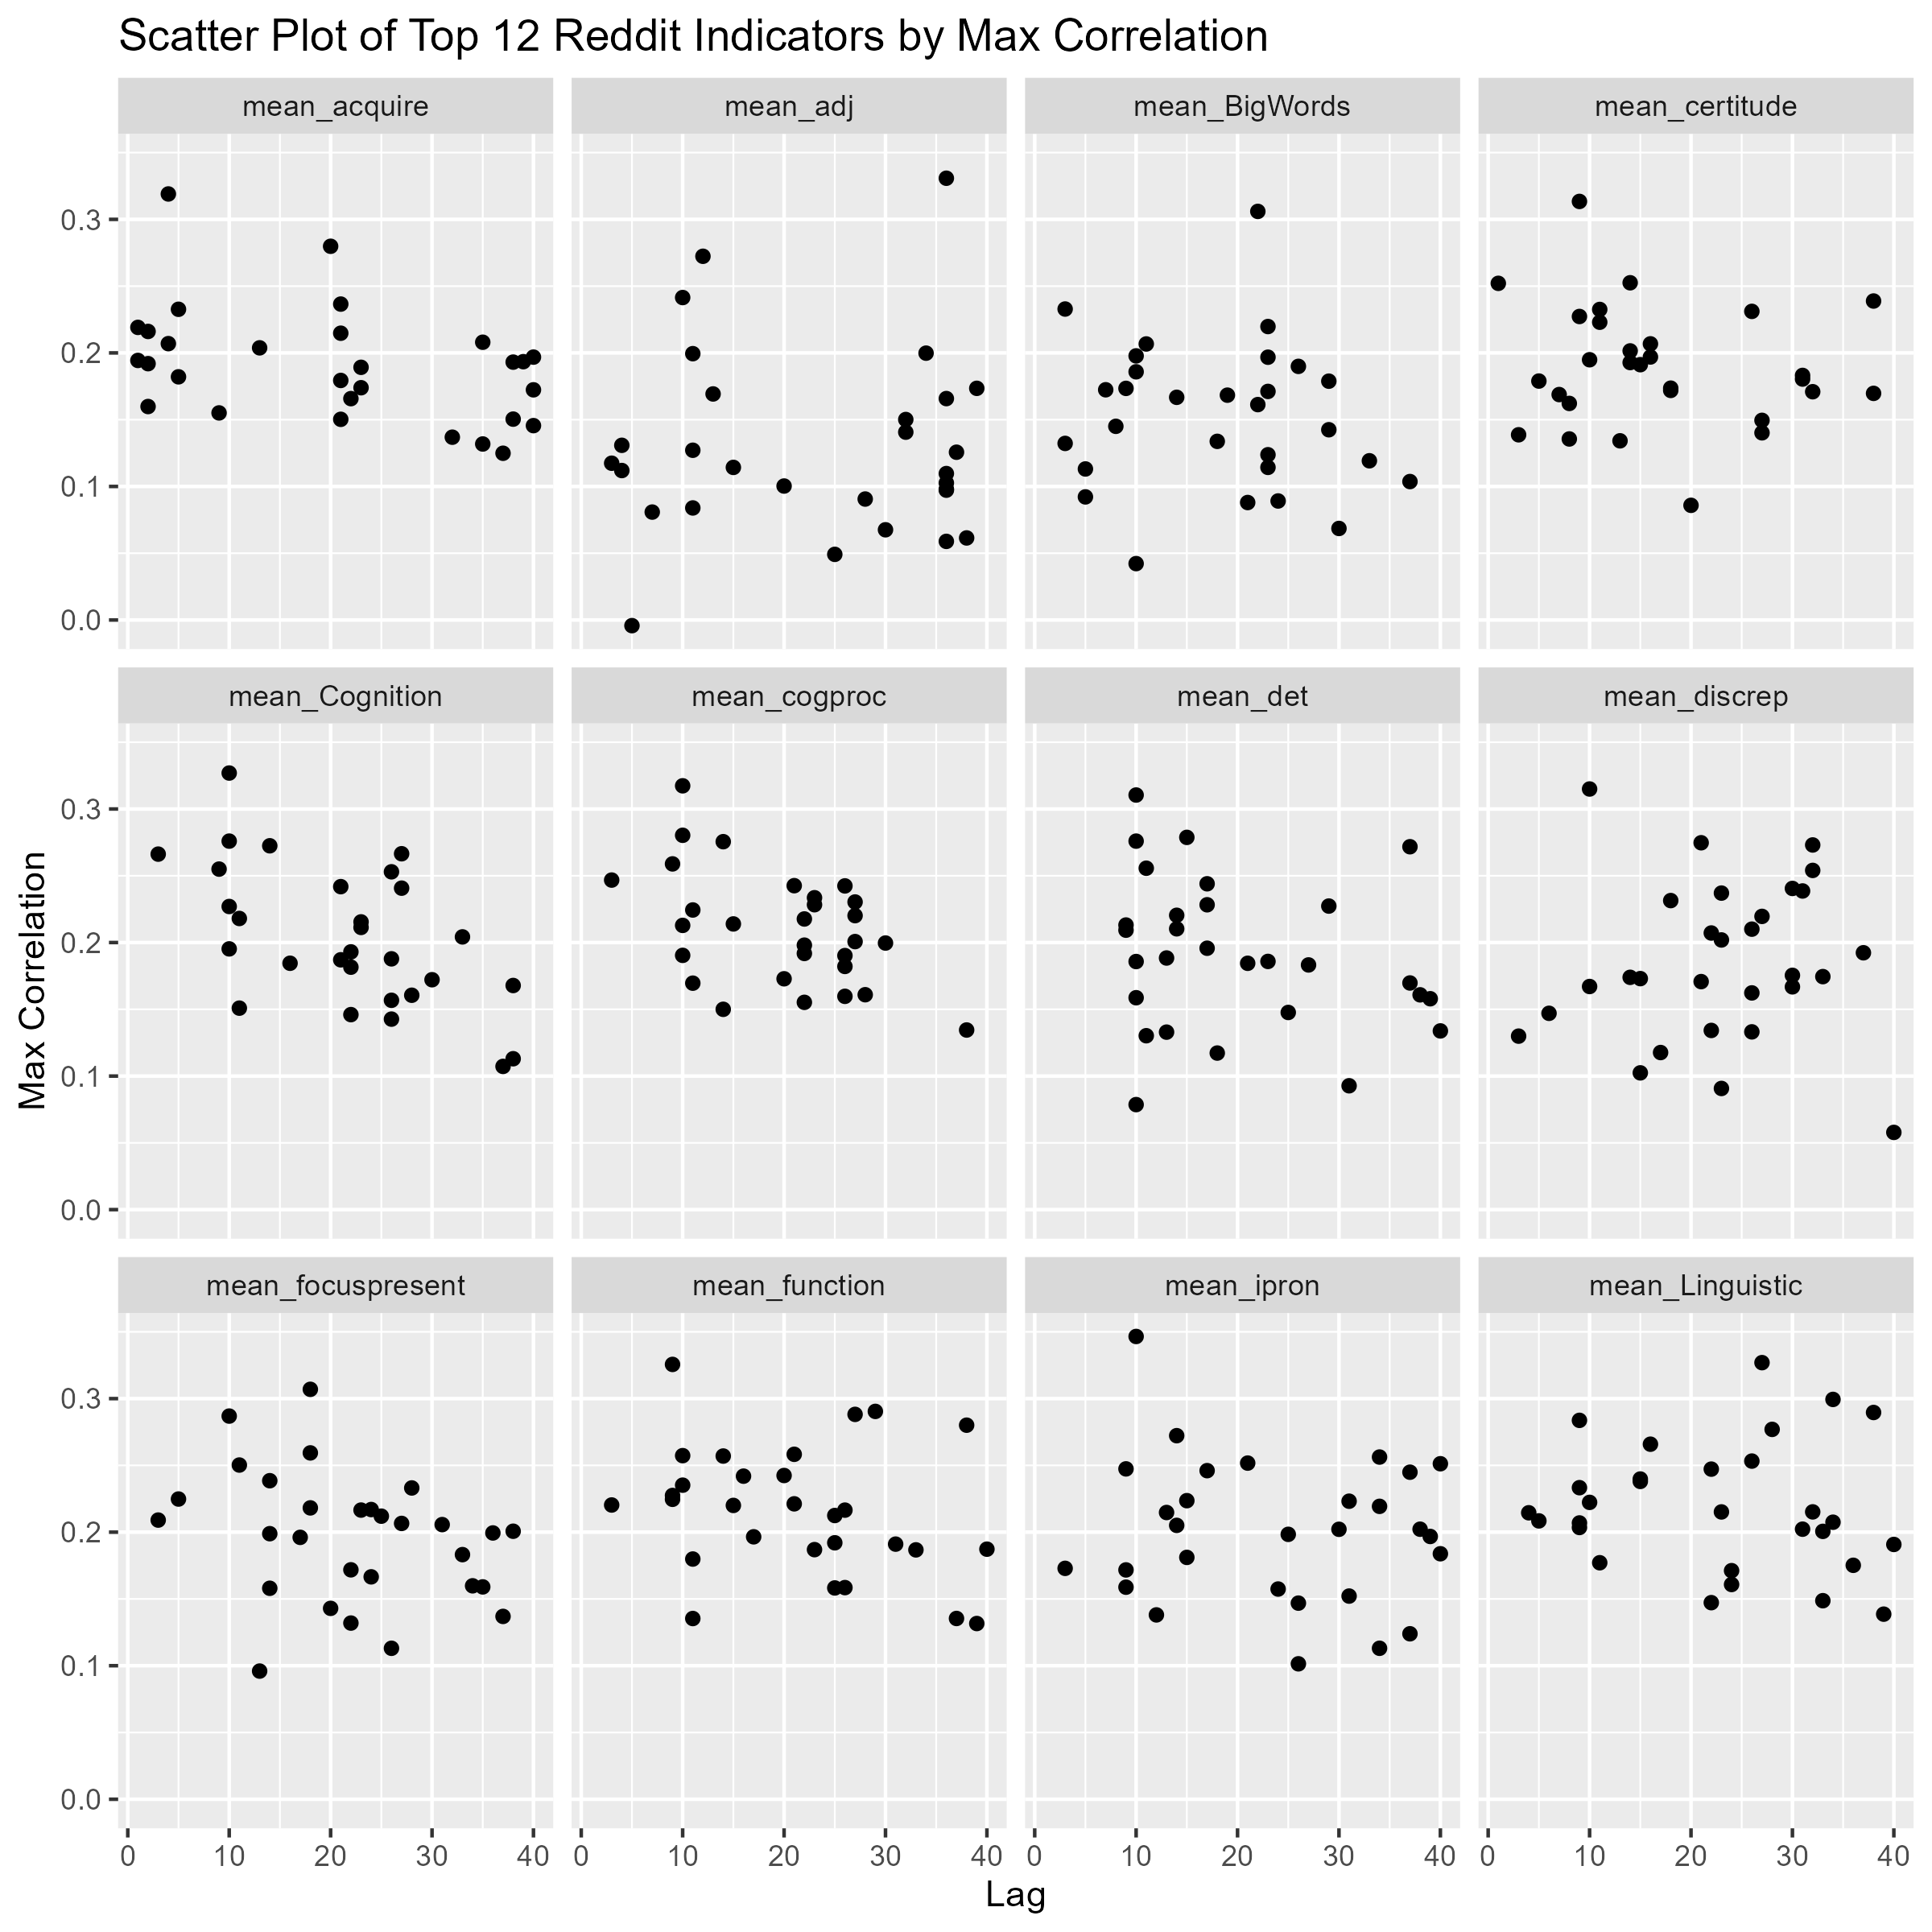 Scatter Plot of Top 12 Reddit Indicators by Max Correlation
mean_acquire
mean_adj
mean_BigWords
mean_certitude
0.3
0.2
0.1
0.0
mean_Cognition
mean_cogproc
mean_det
mean_discrep
0.3
0.2
0.1
0.0
Max Correlation
mean_focuspresent
mean_function
mean_ipron
mean_Linguistic
0.3
0.2
0.1
0.0
0 10 20 30 40
0 10 20 30 40
0 10 20 30 40
0 10 20 30 40
Lag